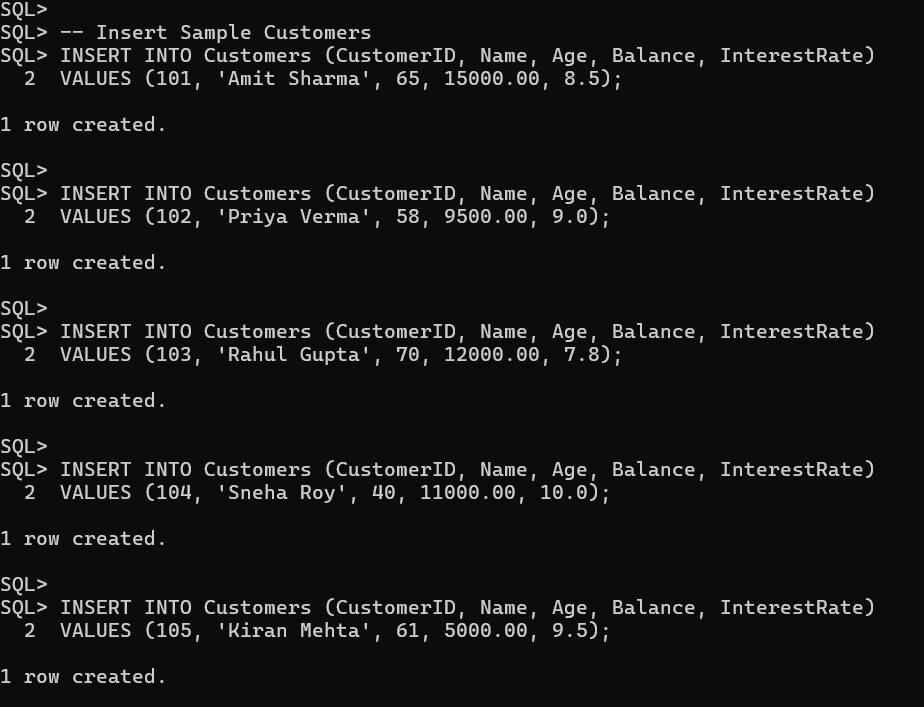 SQL>
SQL> -- Insert Sample Customers
SQL> INSERT INTO Customers (CustomerID, Name, Age, Balance, InterestRate)
  2  VALUES (101, 'Amit Sharma', 65, 15000.00, 8.5);
1 row created.
SQL>
SQL> INSERT INTO Customers (CustomerID, Name, Age, Balance, InterestRate)
  2  VALUES (102, 'Priya Verma', 58, 9500.00, 9.0);
1 row created.
SQL>
SQL> INSERT INTO Customers (CustomerID, Name, Age, Balance, InterestRate)
  2  VALUES (103, 'Rahul Gupta', 70, 12000.00, 7.8);
1 row created.
SQL>
SQL> INSERT INTO Customers (CustomerID, Name, Age, Balance, InterestRate)
  2  VALUES (104, 'Sneha Roy', 40, 11000.00, 10.0);
1 row created.
SQL>
SQL> INSERT INTO Customers (CustomerID, Name, Age, Balance, InterestRate)
  2  VALUES (105, 'Kiran Mehta', 61, 5000.00, 9.5);
1 row created.